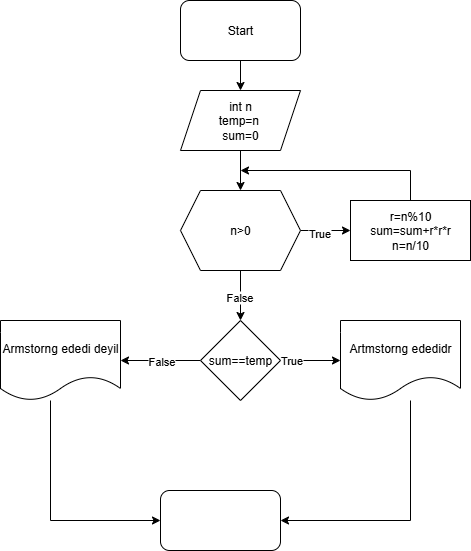 Start
int n
temp=n
sum=0
n>0
True
r=n%10
sum=sum+r*r*r
n=n/10
False
Armstorng ededi deyil
False
sum==temp
True
Artmstorng ededidr